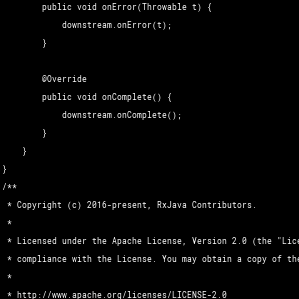 public void onError(Throwable t) {
downstream.onError(t);
}
@Override
public void onComplete() {
downstream.onComplete();
}
}
}
/**
* Copyright (c) 2016-present, RxJava Contributors.
*
* Licensed under the Apache License, Version 2.0 (the "Lice
* compliance with the License. You may obtain a copy of the
*
* http://www.apache.org/licenses/LICENSE-2.0